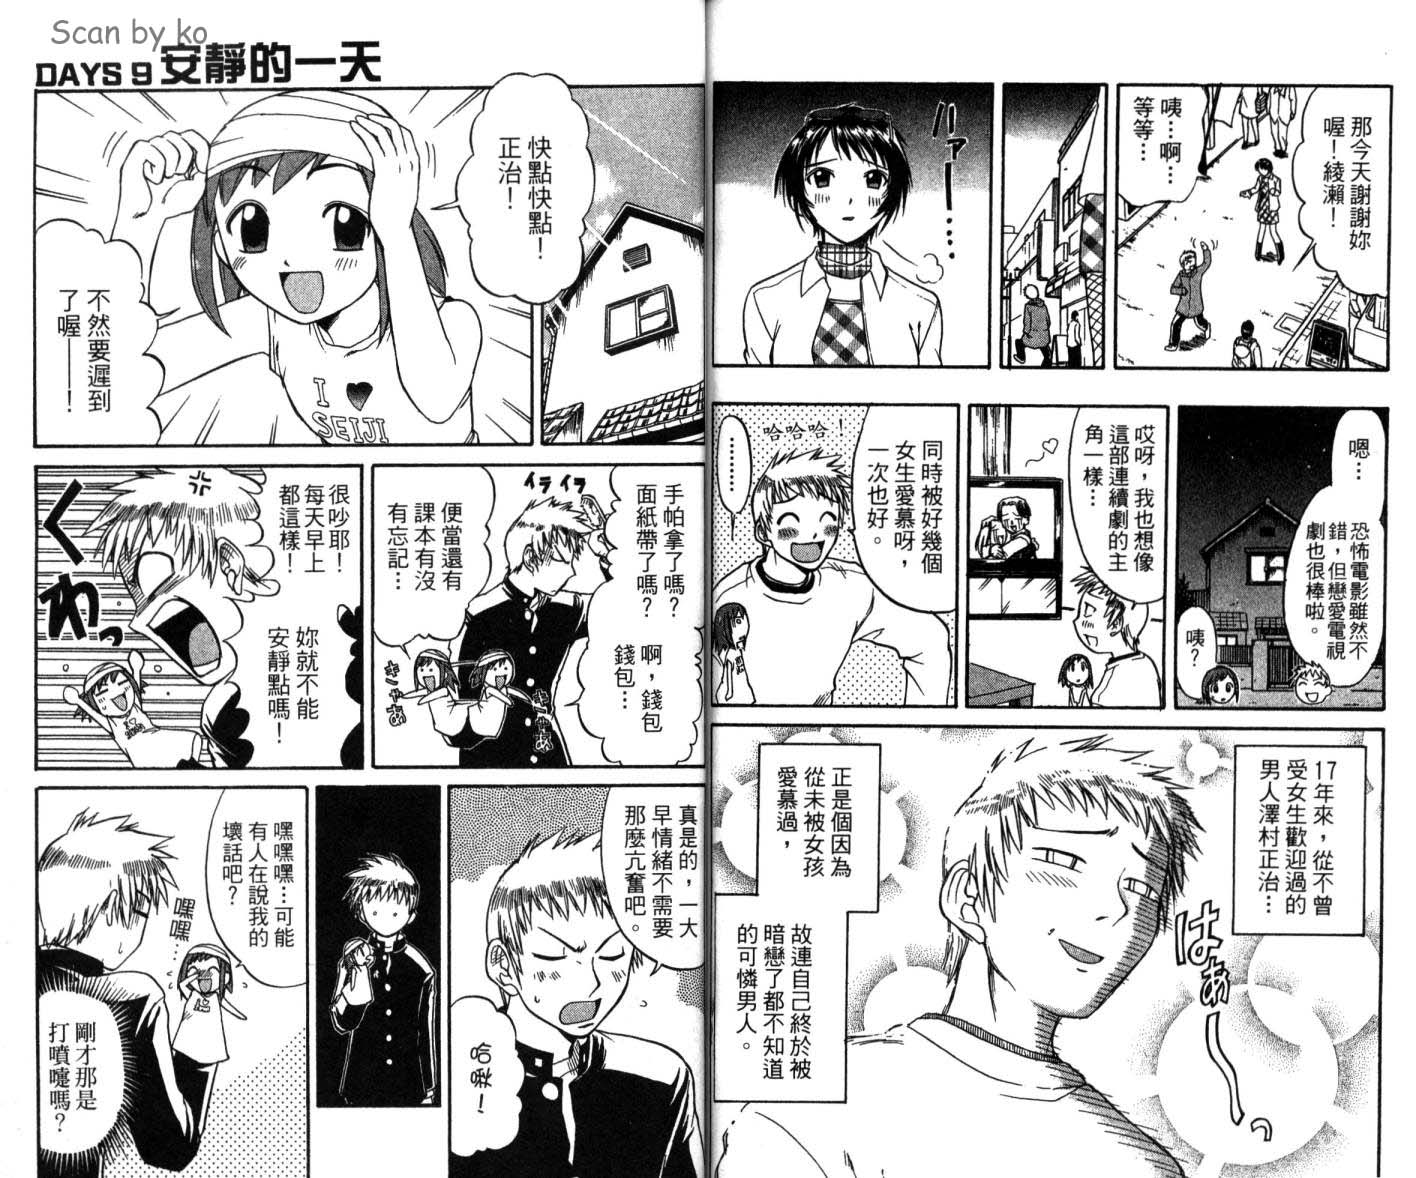 Scan by ko
那今天謝謝妳
喔！綾瀨！
咦…啊…
等等…
ハァー…
嗯…
恐怖電影雖然不
錯，但戀愛電視
劇也很棒啦。
咦？
哎呀，我也想像
這部連續劇的主
角一樣…
同時被好幾個
女生愛慕呀，
一次也好。
哈哈哈！
………
17年來，從不曾
受女生歡迎過的
男人澤村正治…
はぁーっ
正是個因為
從未被女孩
愛慕過，
故連自己終於被
暗戀了都不知道
的可憐男人。
DAYS 9 安靜的一天
快點快點！
正治！
不然要遲到
了喔——！
I ♥
SEIJI
手帕拿了嗎？
面紙帶了嗎？
啊，錢包
錢包…
イライラ
便當還有
課本有沒
有忘記…
きゃあ
きゃあ
很吵耶！
每天早上
都這樣！
妳就不能
安靜點嗎！
くわっ
真是的，一大
早情緒不需要
那麼亢奮吧。
哈啾！
嘿嘿嘿…可能
有人在說我的
壞話吧？
嘿嘿…
剛才那是
打噴嚏嗎？